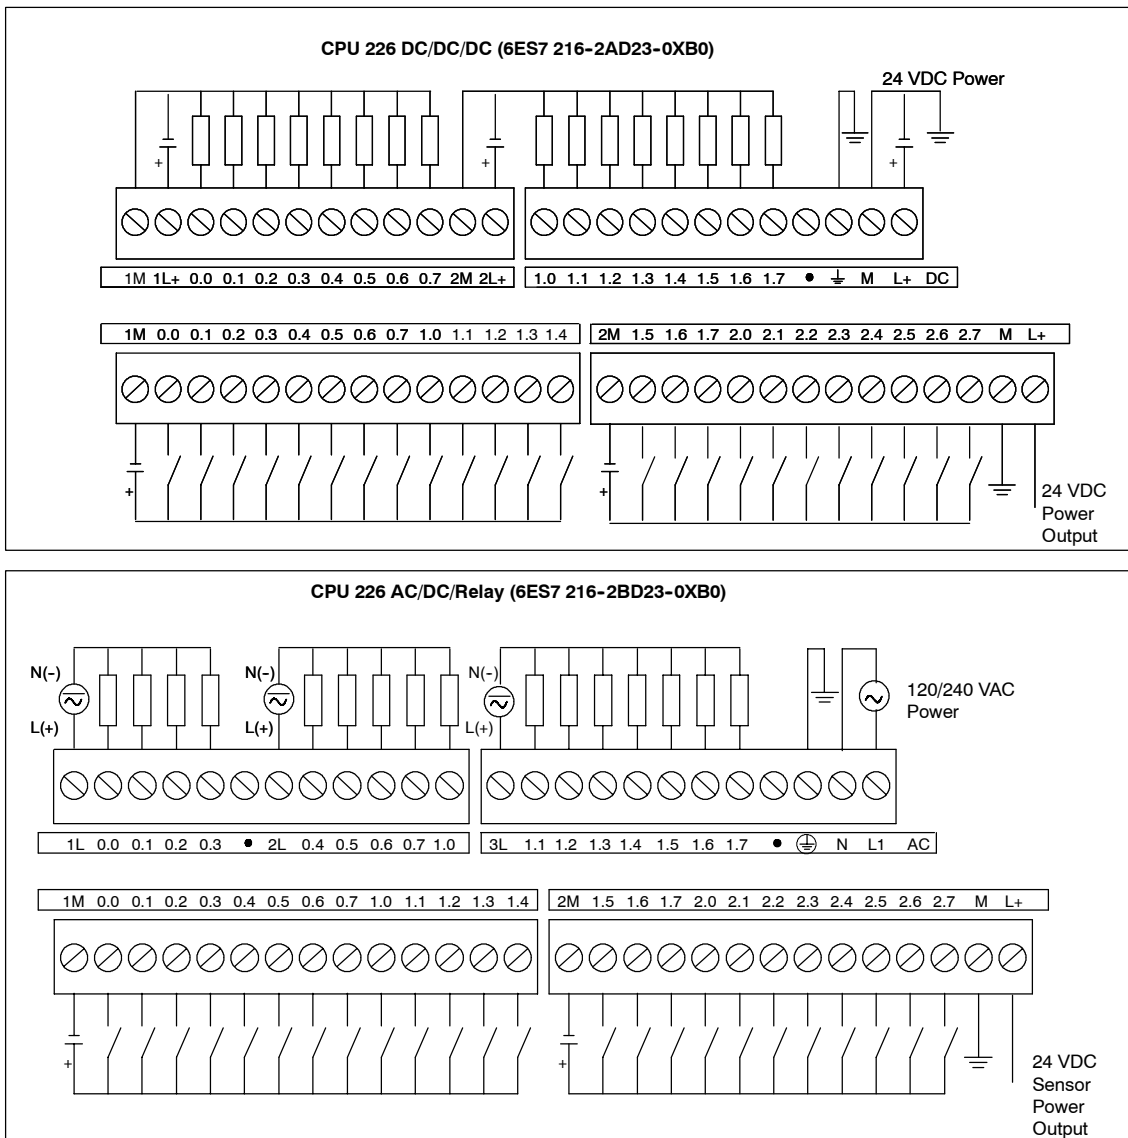 CPU 226 DC/DC/DC (6ES7 216-2AD23-0XB0)
24 VDC Power
+ + +
1M 1L+ 0.0 0.1 0.2 0.3 0.4 0.5 0.6 0.7 2M 2L+ 1.0 1.1 1.2 1.3 1.4 1.5 1.6 1.7 M L+ DC
1M 0.0 0.1 0.2 0.3 0.4 0.5 0.6 0.7 1.0 1.1 1.2 1.3 1.4 2M 1.5 1.6 1.7 2.0 2.1 2.2 2.3 2.4 2.5 2.6 2.7 M L+
+ +
24 VDC
Power
Output
CPU 226 AC/DC/Relay (6ES7 216-2BD23-0XB0)
N(-) N(-) N(-)
L(+) L(+) L(+)
120/240 VAC
Power
1L 0.0 0.1 0.2 0.3 2L 0.4 0.5 0.6 0.7 1.0 3L 1.1 1.2 1.3 1.4 1.5 1.6 1.7 N L1 AC
1M 0.0 0.1 0.2 0.3 0.4 0.5 0.6 0.7 1.0 1.1 1.2 1.3 1.4 2M 1.5 1.6 1.7 2.0 2.1 2.2 2.3 2.4 2.5 2.6 2.7 M L+
+ +
24 VDC
Sensor
Power
Output